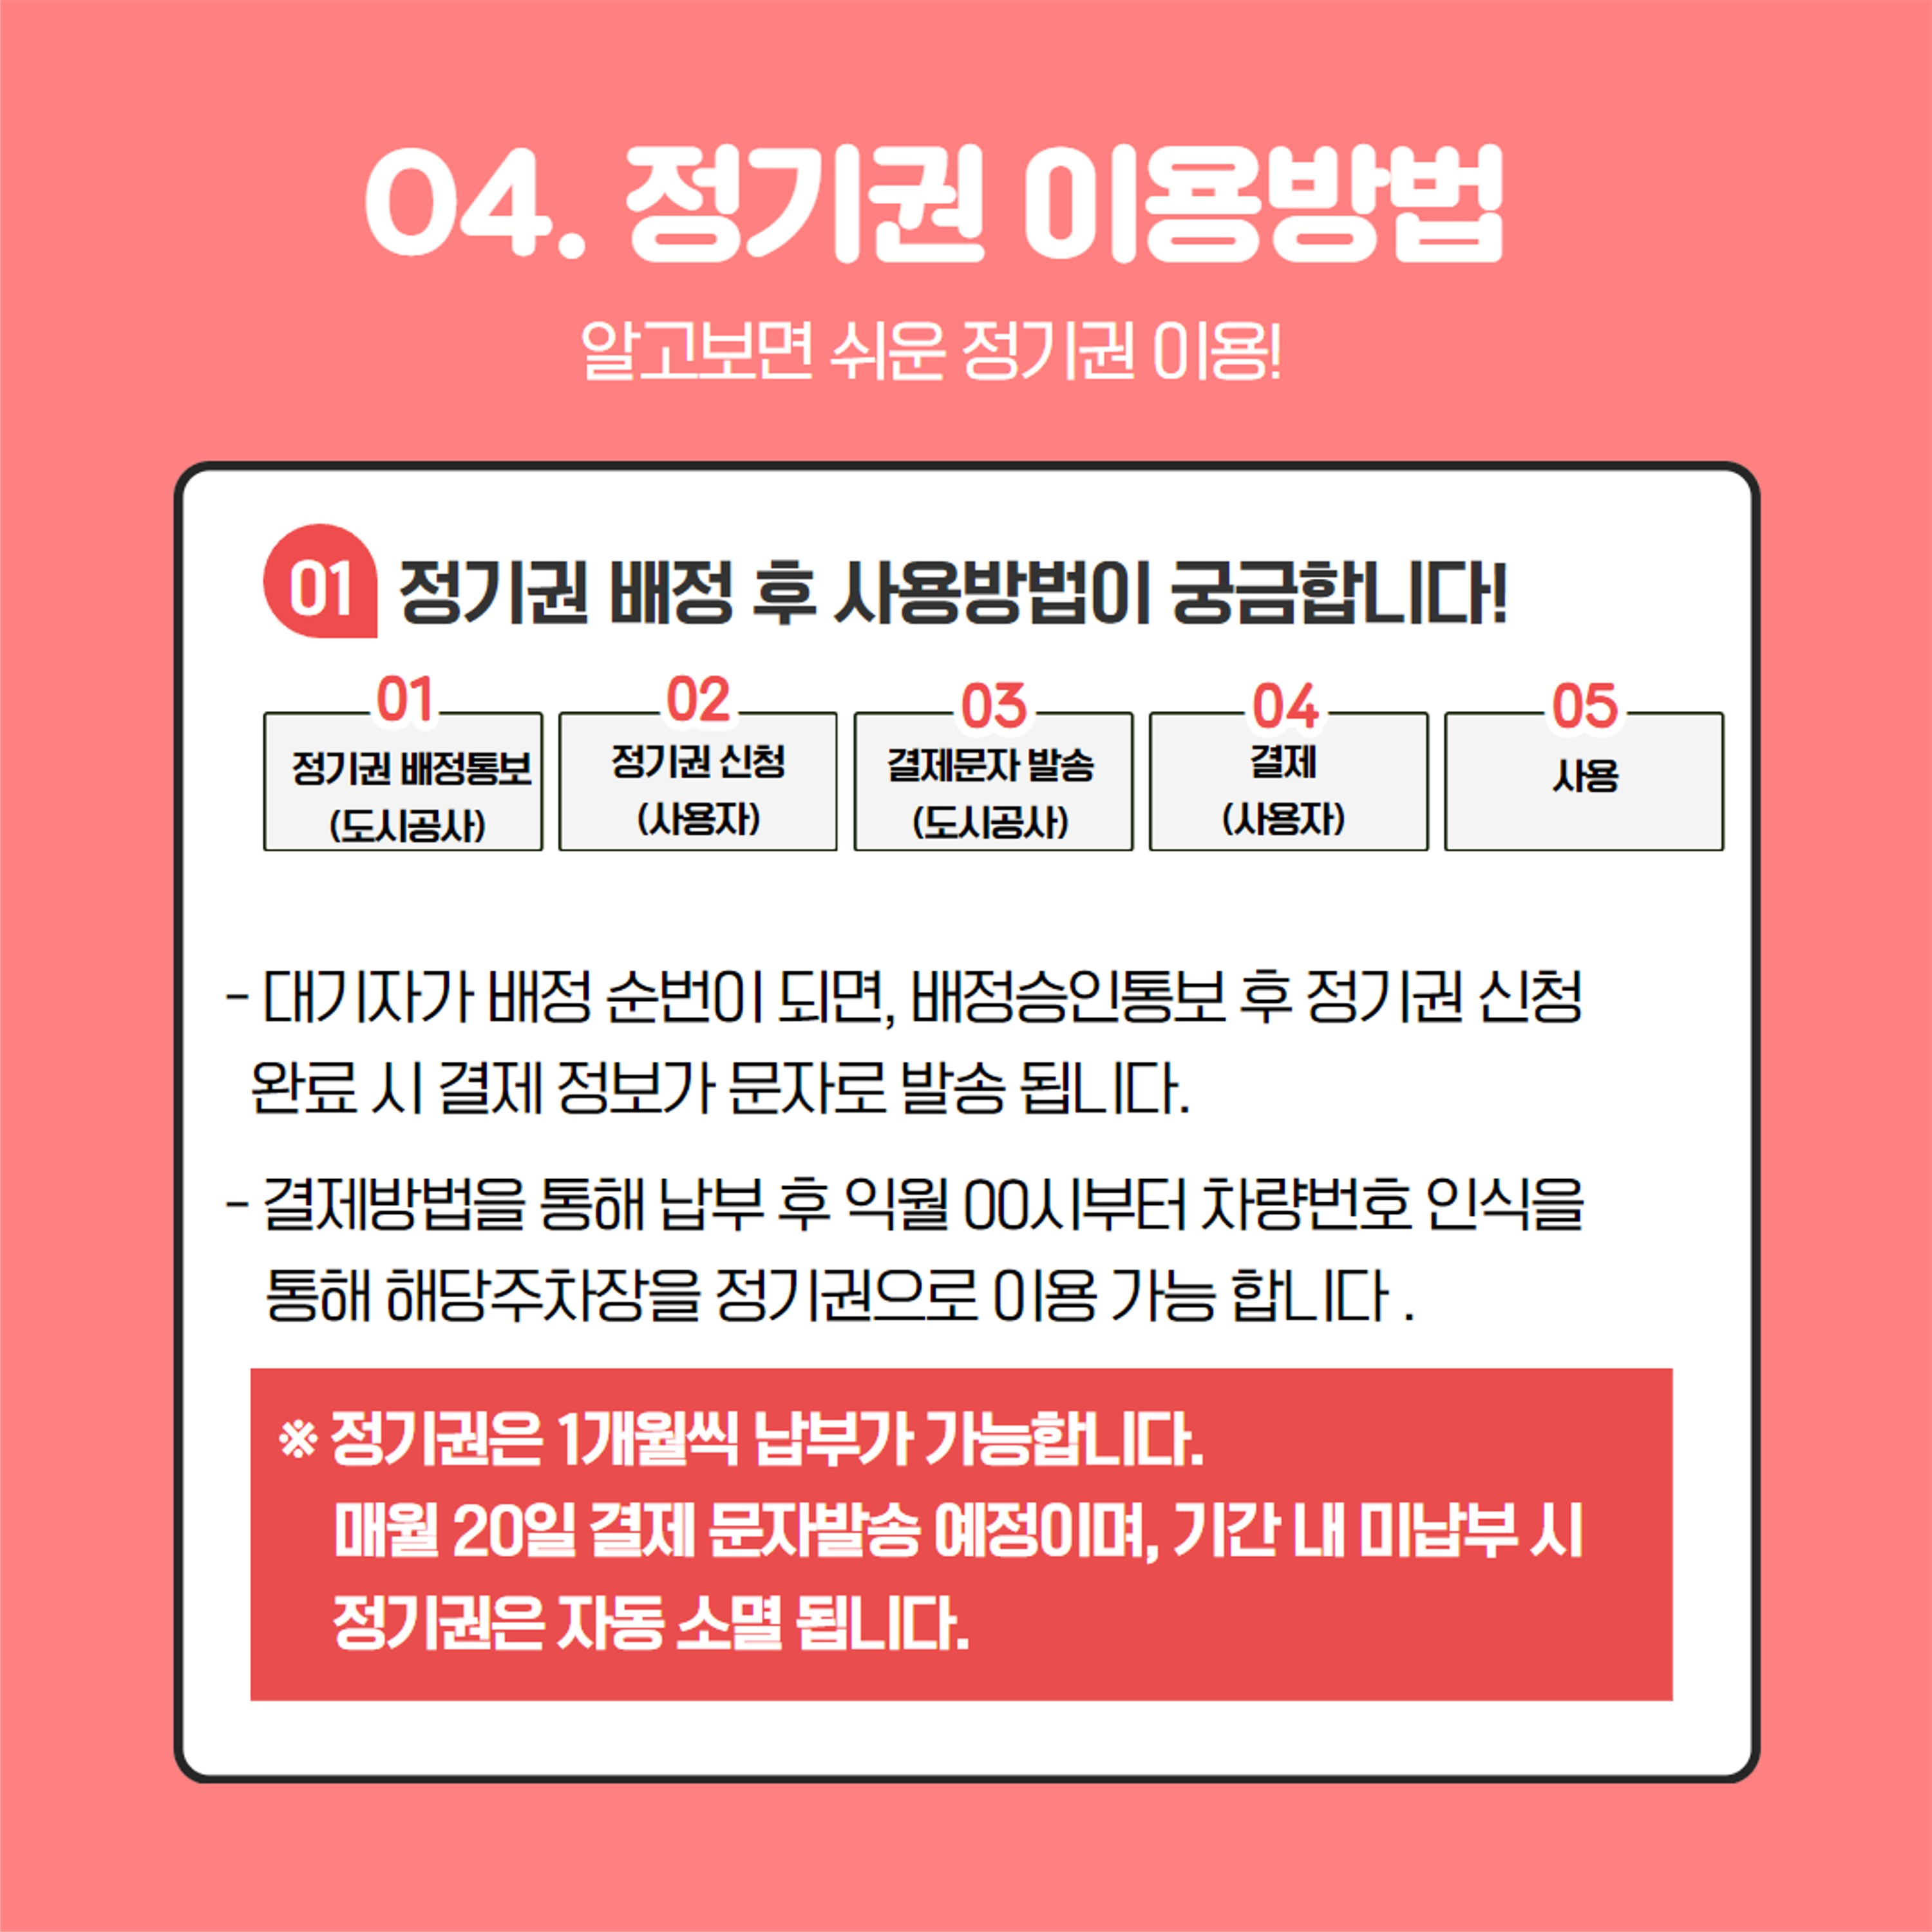 04. 정기권 이용방법
알고보면 쉬운 정기권 이용!
01 정기권 배정 후 사용방법이 궁금합니다!
01
정기권 배정통보
(도시공사)
02
정기권 신청
(사용자)
03
결제문자 발송
(도시공사)
04
결제
(사용자)
05
사용
- 대기자가 배정 순번이 되면, 배정승인통보 후 정기권 신청
완료 시 결제 정보가 문자로 발송 됩니다.
- 결제방법을 통해 납부 후 익월 00시부터 차량번호 인식을
통해 해당주차장을 정기권으로 이용 가능 합니다 .
※ 정기권은 1개월씩 납부가 가능합니다.
매월 20일 결제 문자발송 예정이며, 기간 내 미납부 시
정기권은 자동 소멸 됩니다.